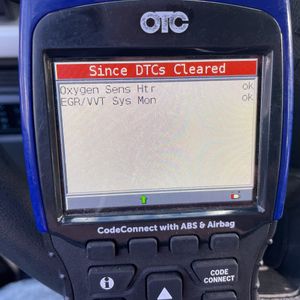 OTC
Since DTCs Cleared
Oxygen Sens Htr ok
EGR/VVT Sys Mon ok
CodeConnect with ABS & Airbag
i
CODE
CONNECT